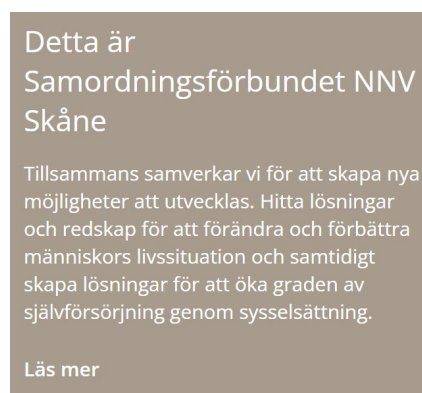 Detta är
Samordningsförbundet NNV
Skåne
Tillsammans samverkar vi för att skapa nya
möjligheter att utvecklas. Hitta lösningar
och redskap för att förändra och förbättra
människors livssituation och samtidigt
skapa lösningar för att öka graden av
självförsörjning genom sysselsättning.
Läs mer